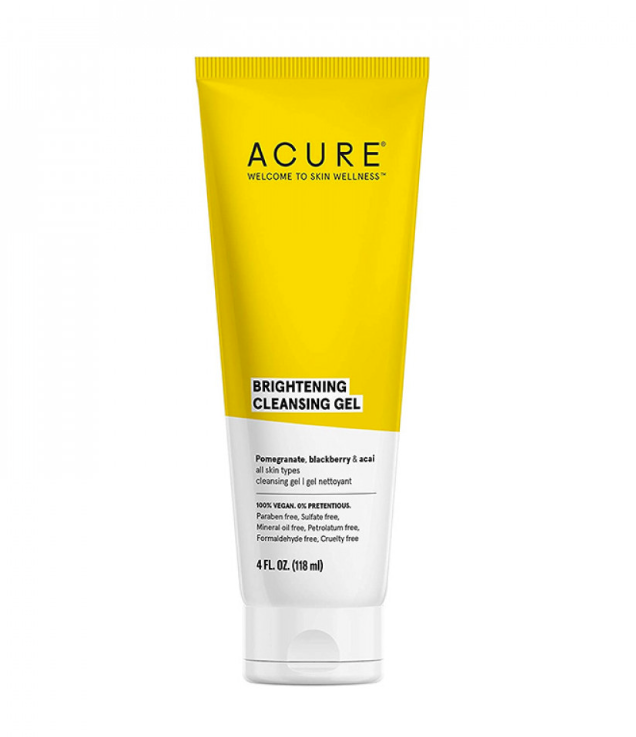 ACURE®
WELCOME TO SKIN WELLNESS™
BRIGHTENING
CLEANSING GEL
Pomegranate, blackberry & acai
all skin types
cleansing gel | gel nettoyant
100% VEGAN. 0% PRETENTIOUS.
Paraben free, Sulfate free,
Mineral oil free, Petrolatum free,
Formaldehyde free, Cruelty free
4 FL. OZ. (118 ml)